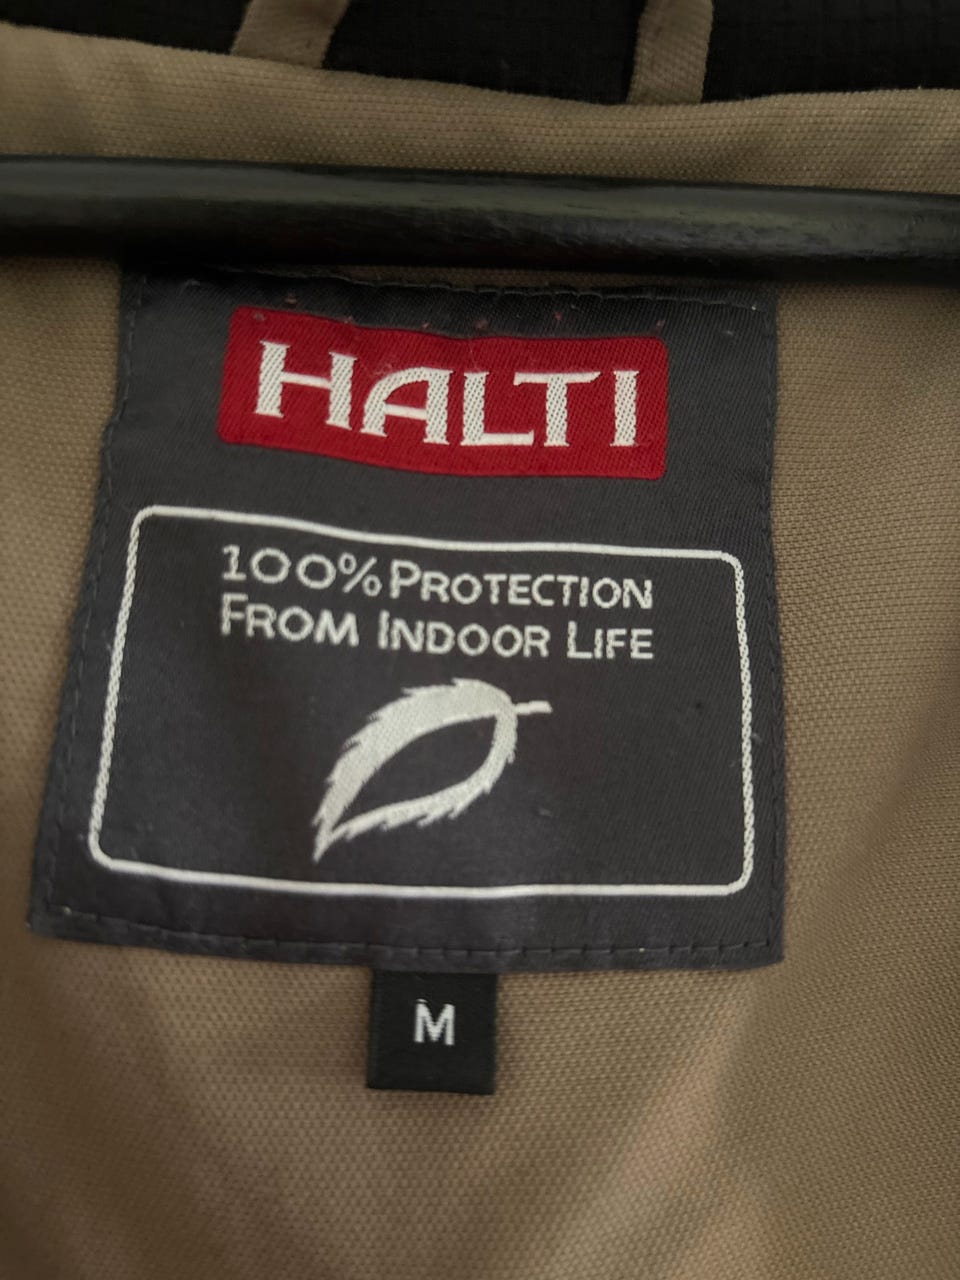 HALTI
100% PROTECTION
FROM INDOOR LIFE
M